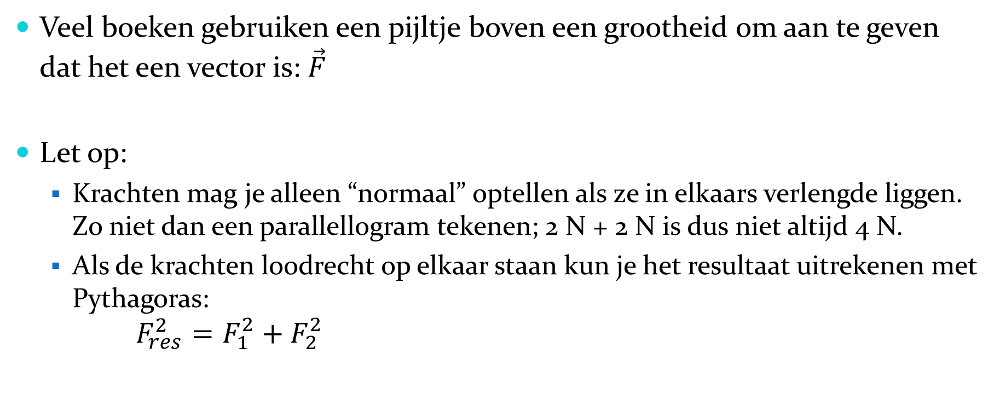 • Veel boeken gebruiken een pijltje boven een grootheid om aan te geven
dat het een vector is: $\vec{F}$
• Let op:
▪ Krachten mag je alleen “normaal” optellen als ze in elkaars verlengde liggen.
Zo niet dan een parallellogram tekenen; 2 N + 2 N is dus niet altijd 4 N.
▪ Als de krachten loodrecht op elkaar staan kun je het resultaat uitrekenen met
Pythagoras:
$F_{res}^2 = F_1^2 + F_2^2$